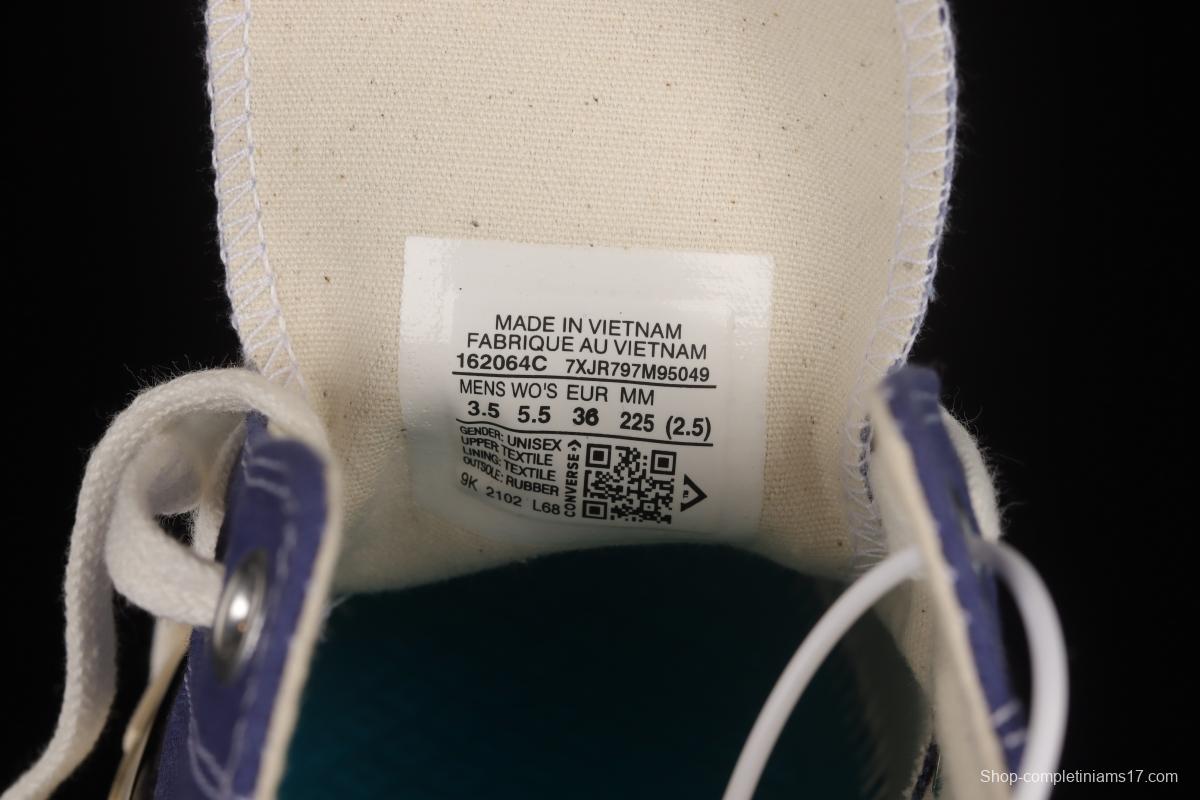 MADE IN VIETNAM
FABRIQUE AU VIETNAM
162064C 7XJR797M95049
MENS WO'S EUR MM
3.5 5.5 36 225 (2.5)
GENDER: UNISEX
UPPER: TEXTILE
LINING: TEXTILE
OUTSOLE: RUBBER
9K 2102 L68
CONVERSE
Shop-completiniams17.com